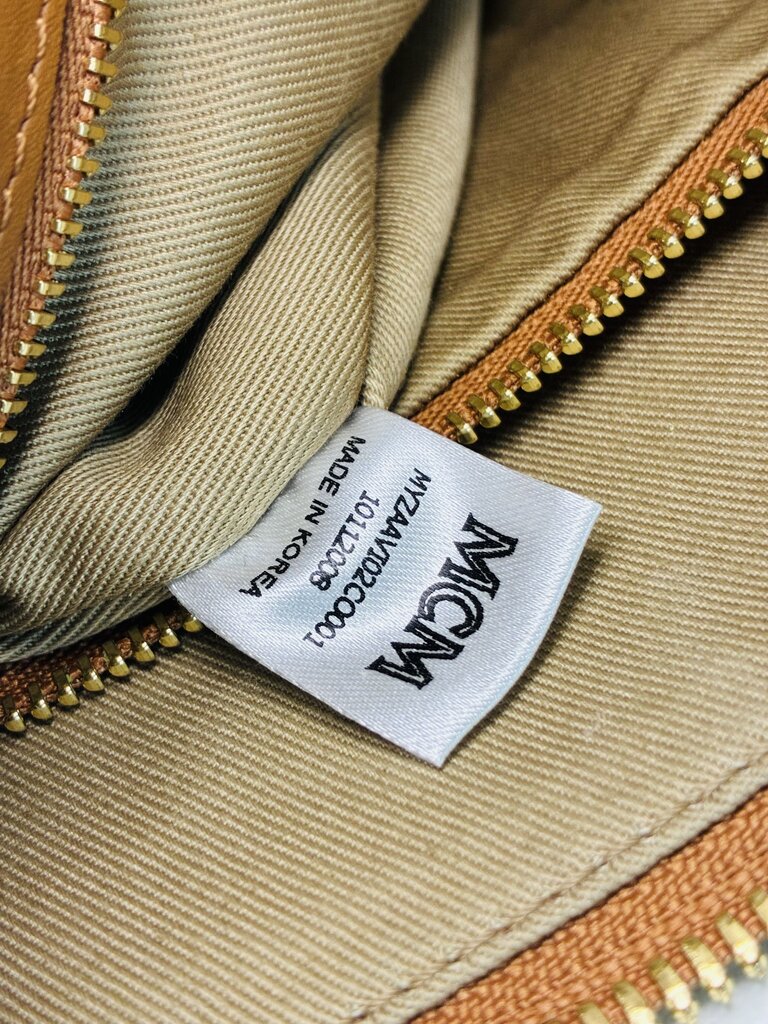 MCM
MYZAAVI02CO001
10112008
MADE IN KOREA